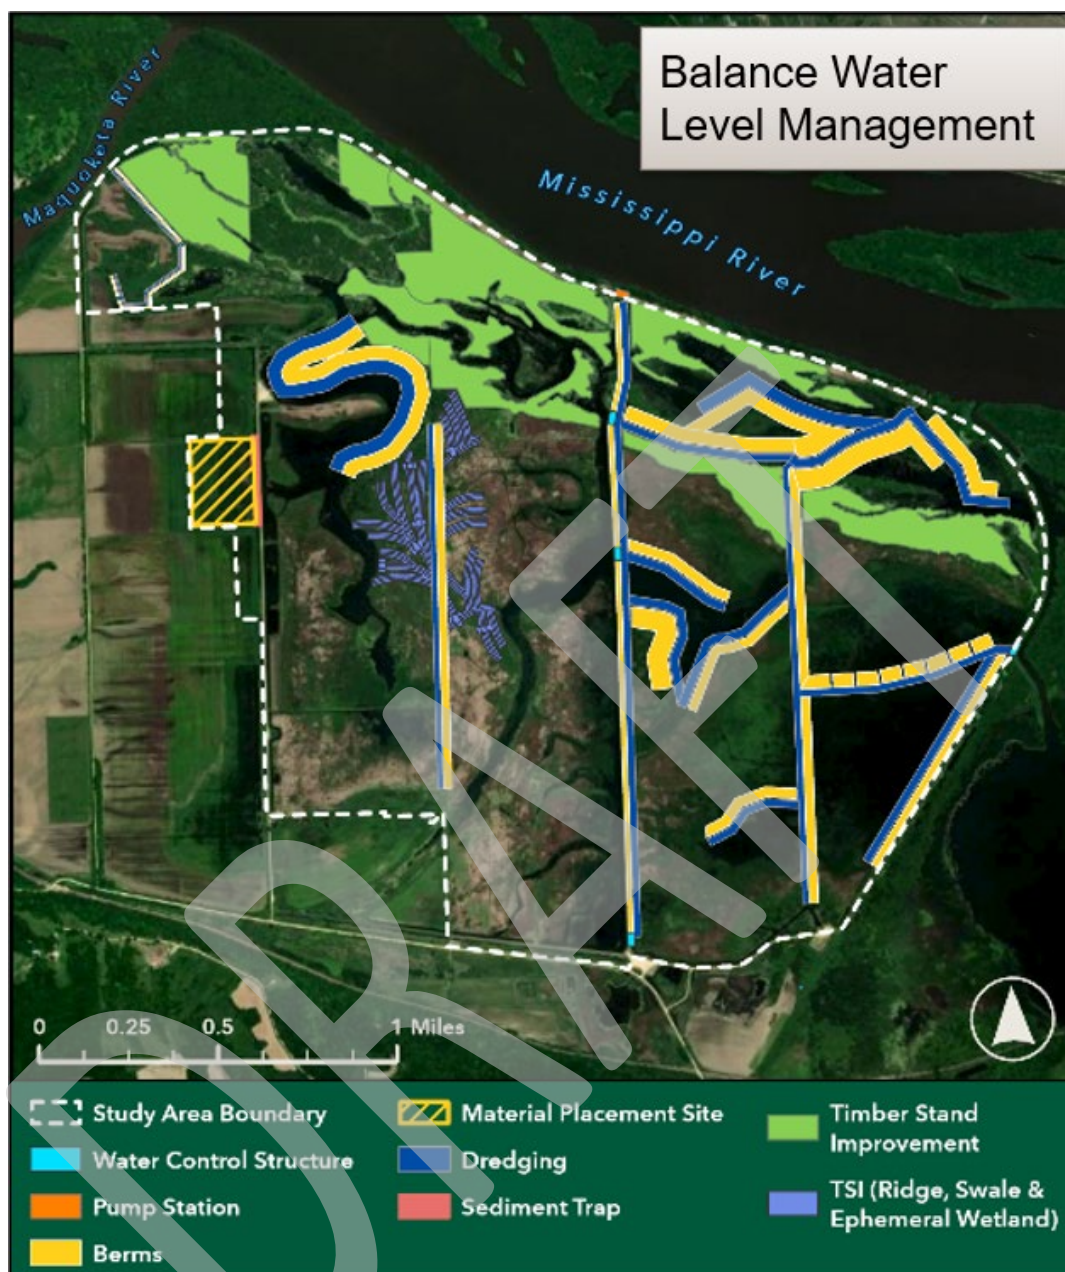 Balance Water
Level Management
Maquoketa River
Mississippi River
0 0.25 0.5 1 Miles
Study Area Boundary
Water Control Structure
Pump Station
Berms
Material Placement Site
Dredging
Sediment Trap
Timber Stand
Improvement
TSI (Ridge, Swale &
Ephemeral Wetland)
DRAFT